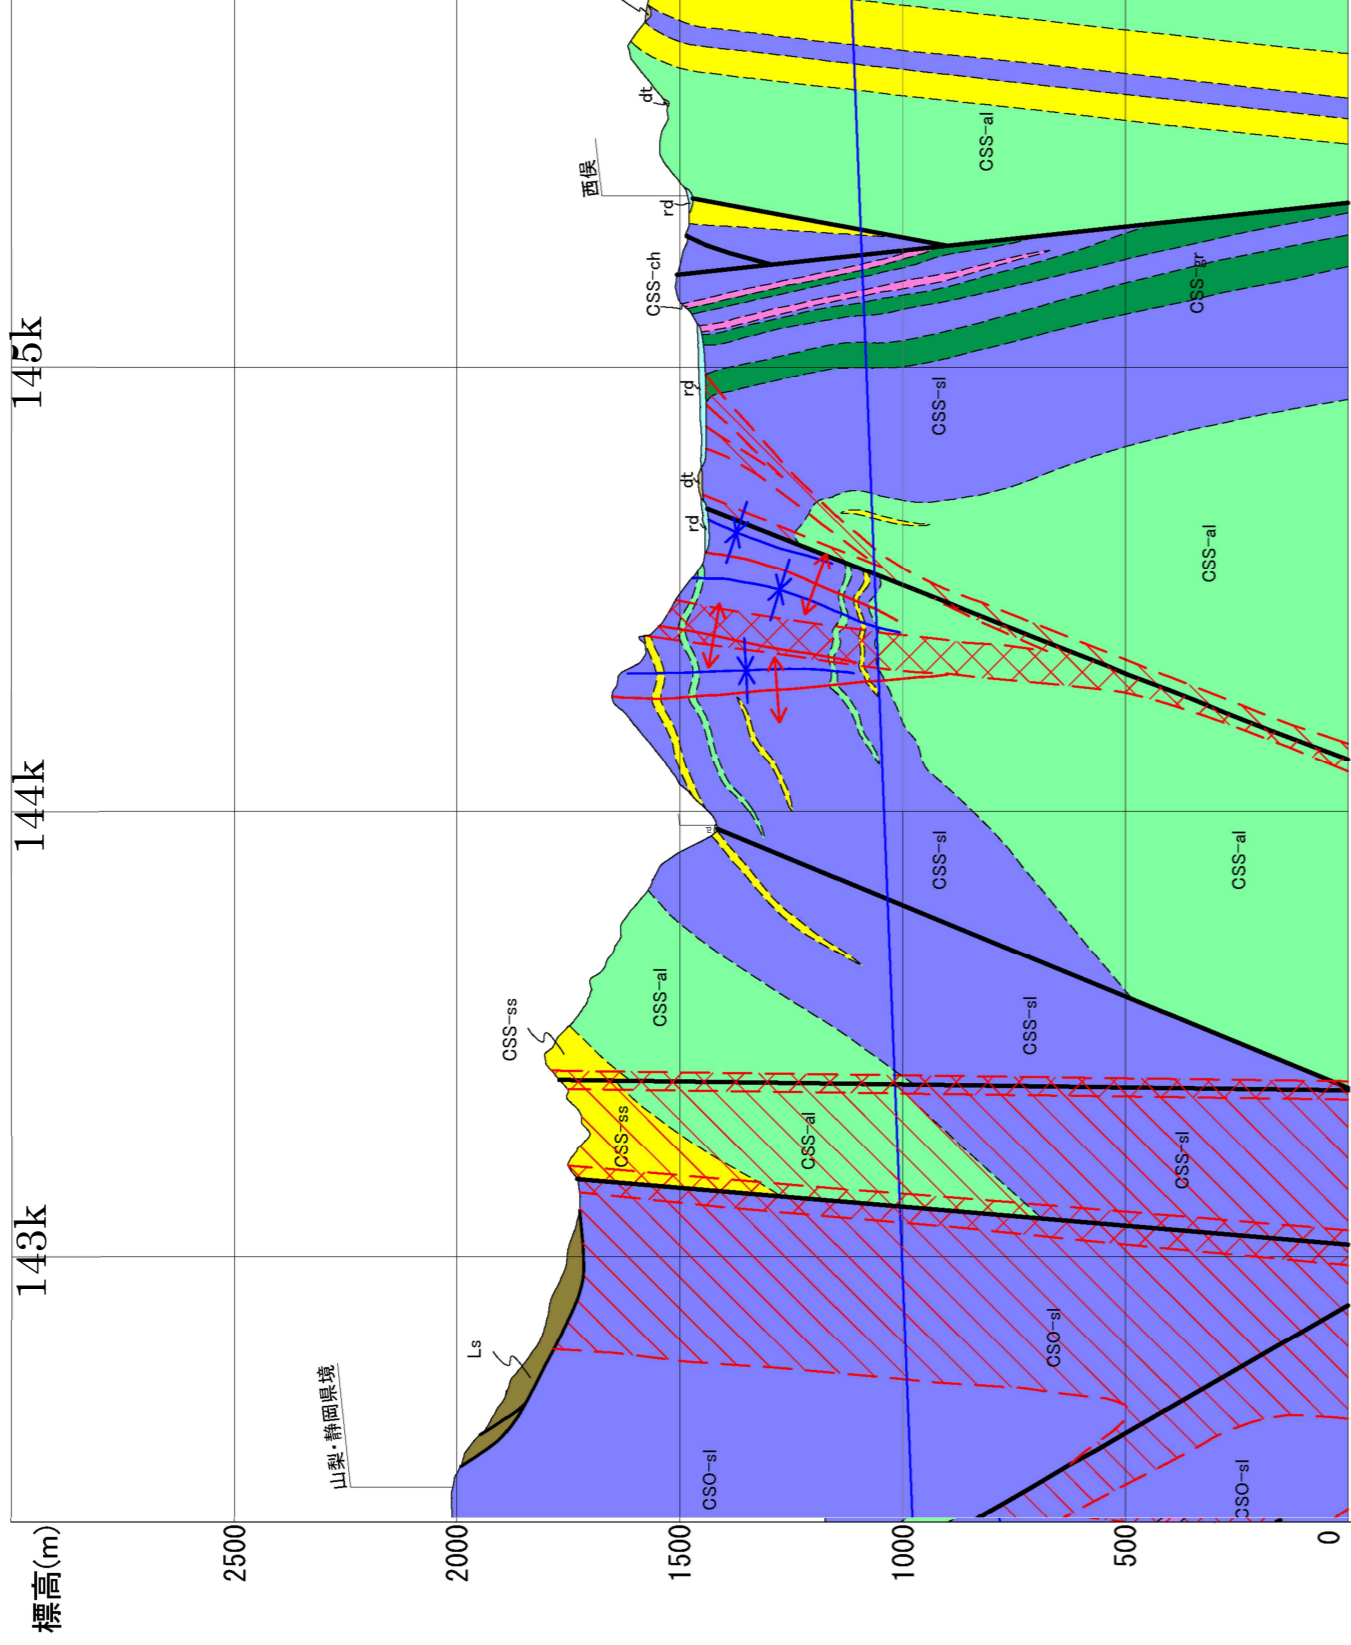 標高(m)
2500
2000
1500
1000
500
0
143k
144k
145k
山梨・静岡県境
西俣
Ls
CSO-sl
CSO-sl
CSO-sl
CSS-ss
CSS-ss
CSS-al
CSS-al
CSS-sl
CSS-sl
CSS-sl
CSS-al
CSS-al
rd
dt
rd
CSS-sl
CSS-ch
CSS-gr
rd
dt
CSS-al